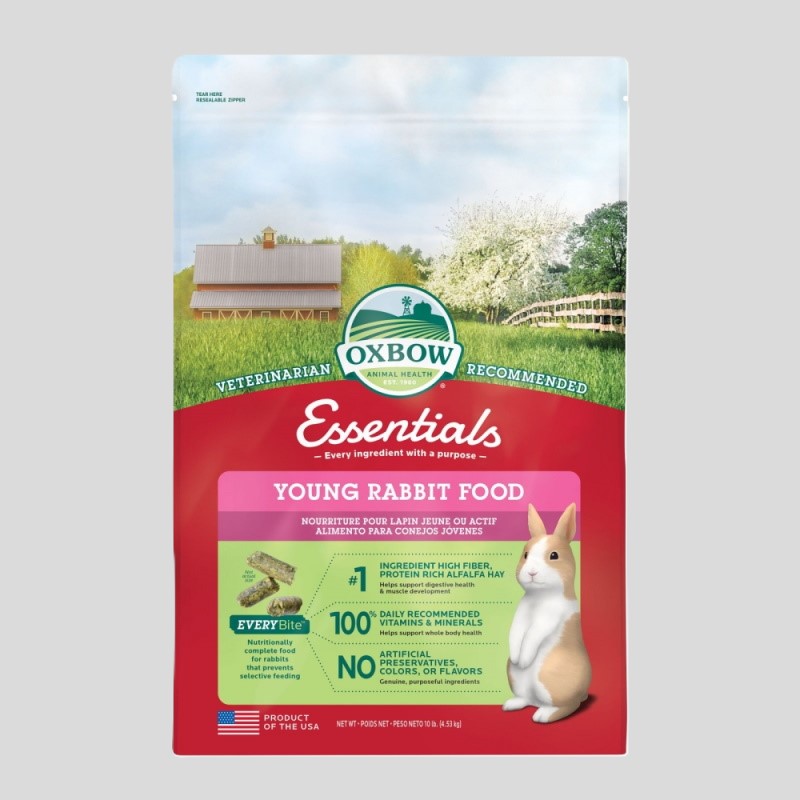 TEAR HERE
RESEALABLE ZIPPER
OXBOW
ANIMAL HEALTH
EST. 1980
®
VETERINARIAN RECOMMENDED
Essentials
— Every ingredient with a purpose —
YOUNG RABBIT FOOD
NOURRITURE POUR LAPIN JEUNE OU ACTIF
ALIMENTO PARA CONEJOS JÓVENES
EVERYBite™
Nutritionally
complete food
for rabbits
that prevents
selective feeding
#1 INGREDIENT HIGH FIBER,
PROTEIN RICH ALFALFA HAY
Helps support digestive health
& muscle development
100% DAILY RECOMMENDED
VITAMINS & MINERALS
Helps support whole body health
NO ARTIFICIAL
PRESERVATIVES,
COLORS, OR FLAVORS
Genuine, purposeful ingredients
PRODUCT
OF THE USA
NET WT • POIDS NET • PESO NETO 10 lb. (4.53 kg)